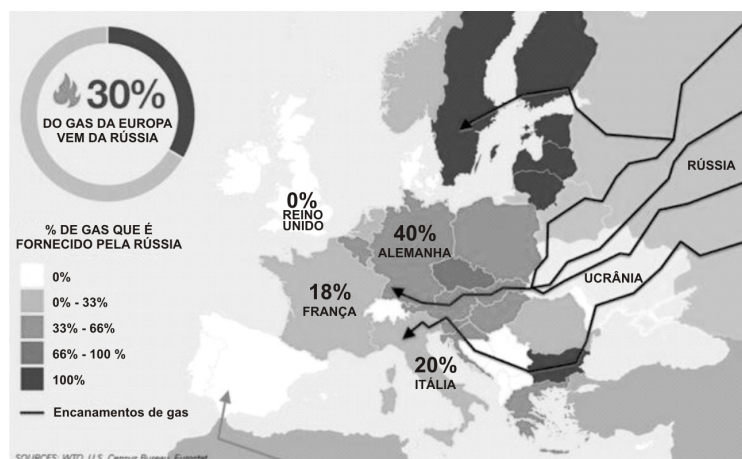 30%
DO GAS DA EUROPA
VEM DA RÚSSIA
% DE GAS QUE É
FORNECIDO PELA RÚSSIA
0%
0% - 33%
33% - 66%
66% - 100 %
100%
Encanamentos de gas
0%
REINO
UNIDO
40%
ALEMANHA
18%
FRANÇA
20%
ITÁLIA
RÚSSIA
UCRÂNIA
SOURCES: WTO, U.S. Census Bureau, Eurostat